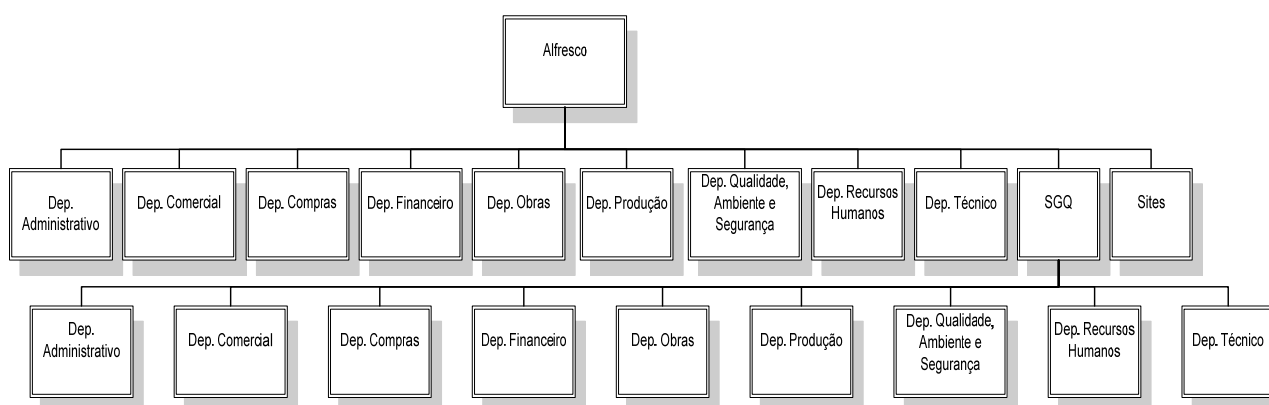 Alfresco
Dep.
Administrativo
Dep. Comercial
Dep. Compras
Dep. Financeiro
Dep. Obras
Dep. Produção
Dep. Qualidade,
Ambiente e
Segurança
Dep. Recursos
Humanos
Dep. Técnico
SGQ
Sites
Dep.
Administrativo
Dep. Comercial
Dep. Compras
Dep. Financeiro
Dep. Obras
Dep. Produção
Dep. Qualidade,
Ambiente e
Segurança
Dep. Recursos
Humanos
Dep. Técnico